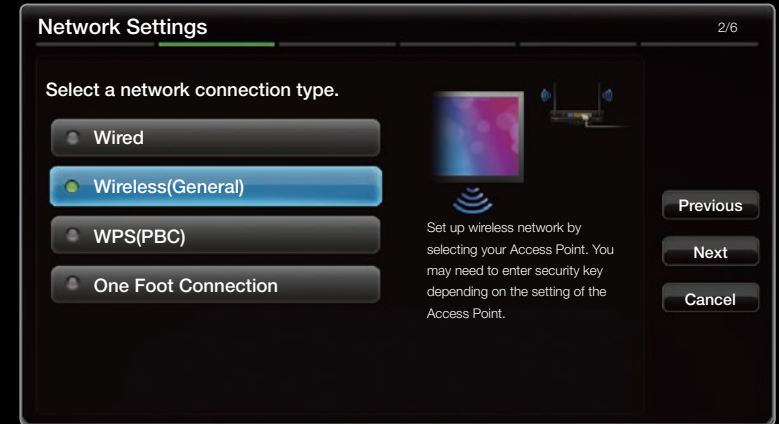 Network Settings
2/6
Select a network connection type.
Wired
Wireless(General)
WPS(PBC)
One Foot Connection
Set up wireless network by
selecting your Access Point. You
may need to enter security key
depending on the setting of the
Access Point.
Previous
Next
Cancel